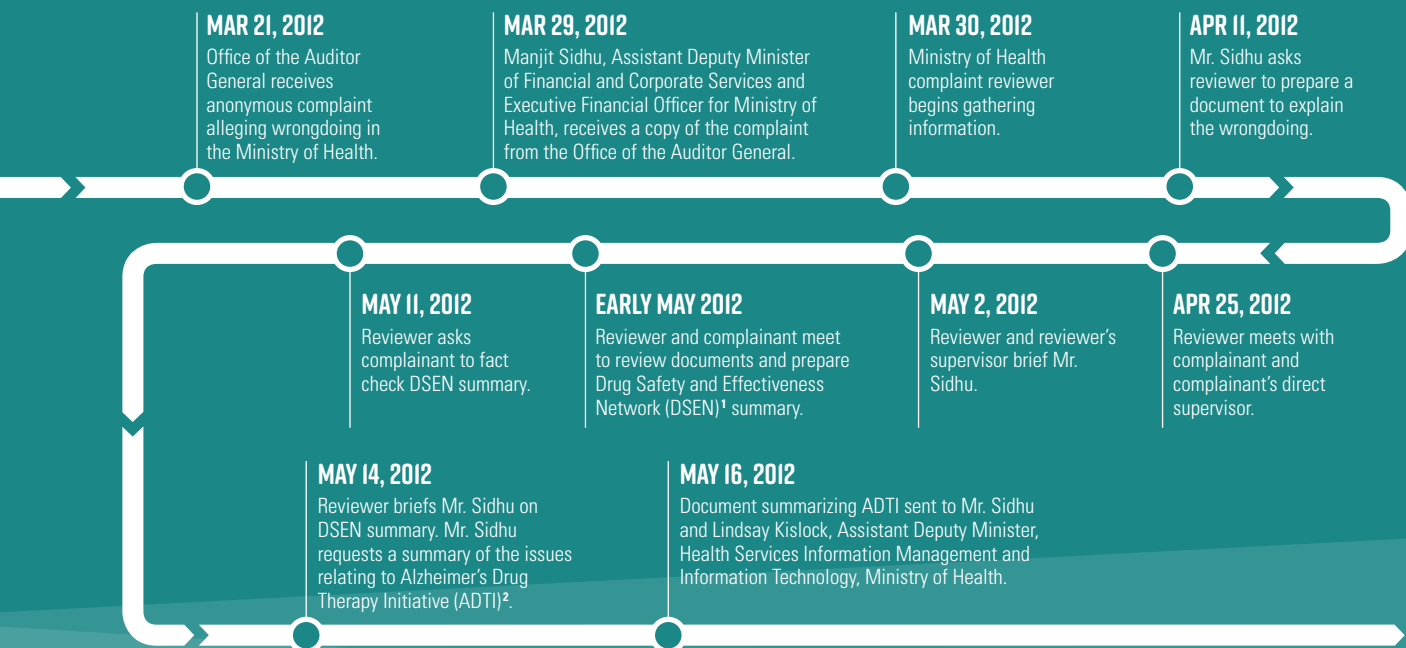 MAR 21, 2012
Office of the Auditor
General receives
anonymous complaint
alleging wrongdoing in
the Ministry of Health.
MAR 29, 2012
Manjit Sidhu, Assistant Deputy Minister
of Financial and Corporate Services and
Executive Financial Officer for Ministry of
Health, receives a copy of the complaint
from the Office of the Auditor General.
MAR 30, 2012
Ministry of Health
complaint reviewer
begins gathering
information.
APR 11, 2012
Mr. Sidhu asks
reviewer to prepare a
document to explain
the wrongdoing.
APR 25, 2012
Reviewer meets with
complainant and
complainant's direct
supervisor.
MAY 2, 2012
Reviewer and reviewer's
supervisor brief Mr.
Sidhu.
EARLY MAY 2012
Reviewer and complainant meet
to review documents and prepare
Drug Safety and Effectiveness
Network (DSEN)¹ summary.
MAY 11, 2012
Reviewer asks
complainant to fact
check DSEN summary.
MAY 14, 2012
Reviewer briefs Mr. Sidhu on
DSEN summary. Mr. Sidhu
requests a summary of the issues
relating to Alzheimer's Drug
Therapy Initiative (ADTI)².
MAY 16, 2012
Document summarizing ADTI sent to Mr. Sidhu
and Lindsay Kislock, Assistant Deputy Minister,
Health Services Information Management and
Information Technology, Ministry of Health.